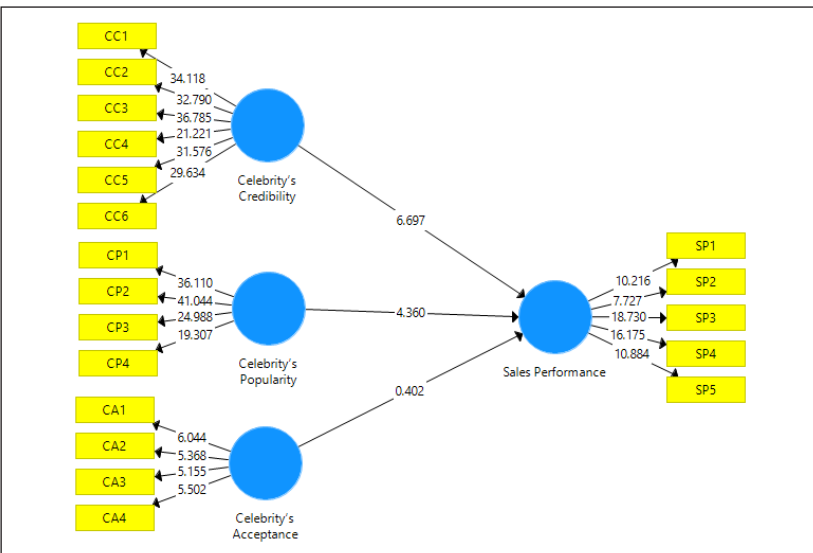 CC1
CC2
CC3
CC4
CC5
CC6
34.118
32.790
36.785
21.221
31.576
29.634
Celebrity's
Credibility
6.697
CP1
CP2
CP3
CP4
36.110
41.044
24.988
19.307
Celebrity's
Popularity
4.360
CA1
CA2
CA3
CA4
6.044
5.368
5.155
5.502
Celebrity's
Acceptance
0.402
Sales Performance
10.216
7.727
18.730
16.175
10.884
SP1
SP2
SP3
SP4
SP5